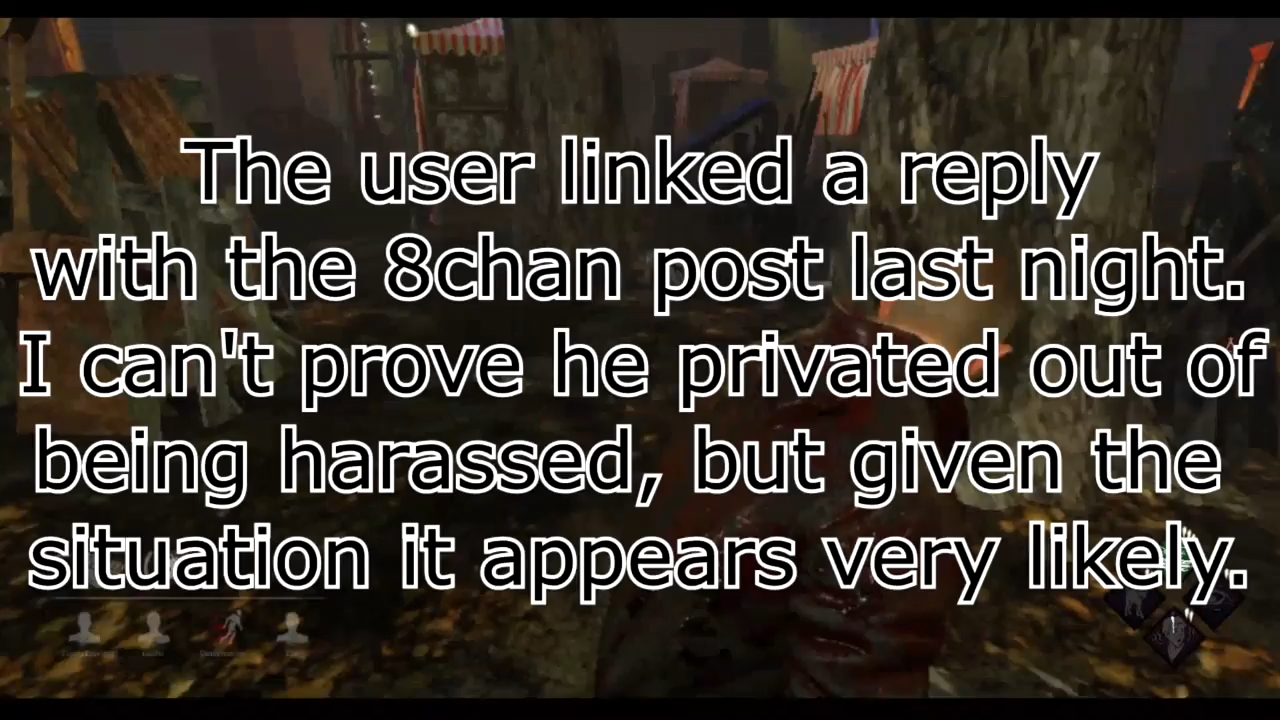 The user linked a reply
with the 8chan post last night.
I can't prove he privated out of
being harassed, but given the
situation it appears very likely.